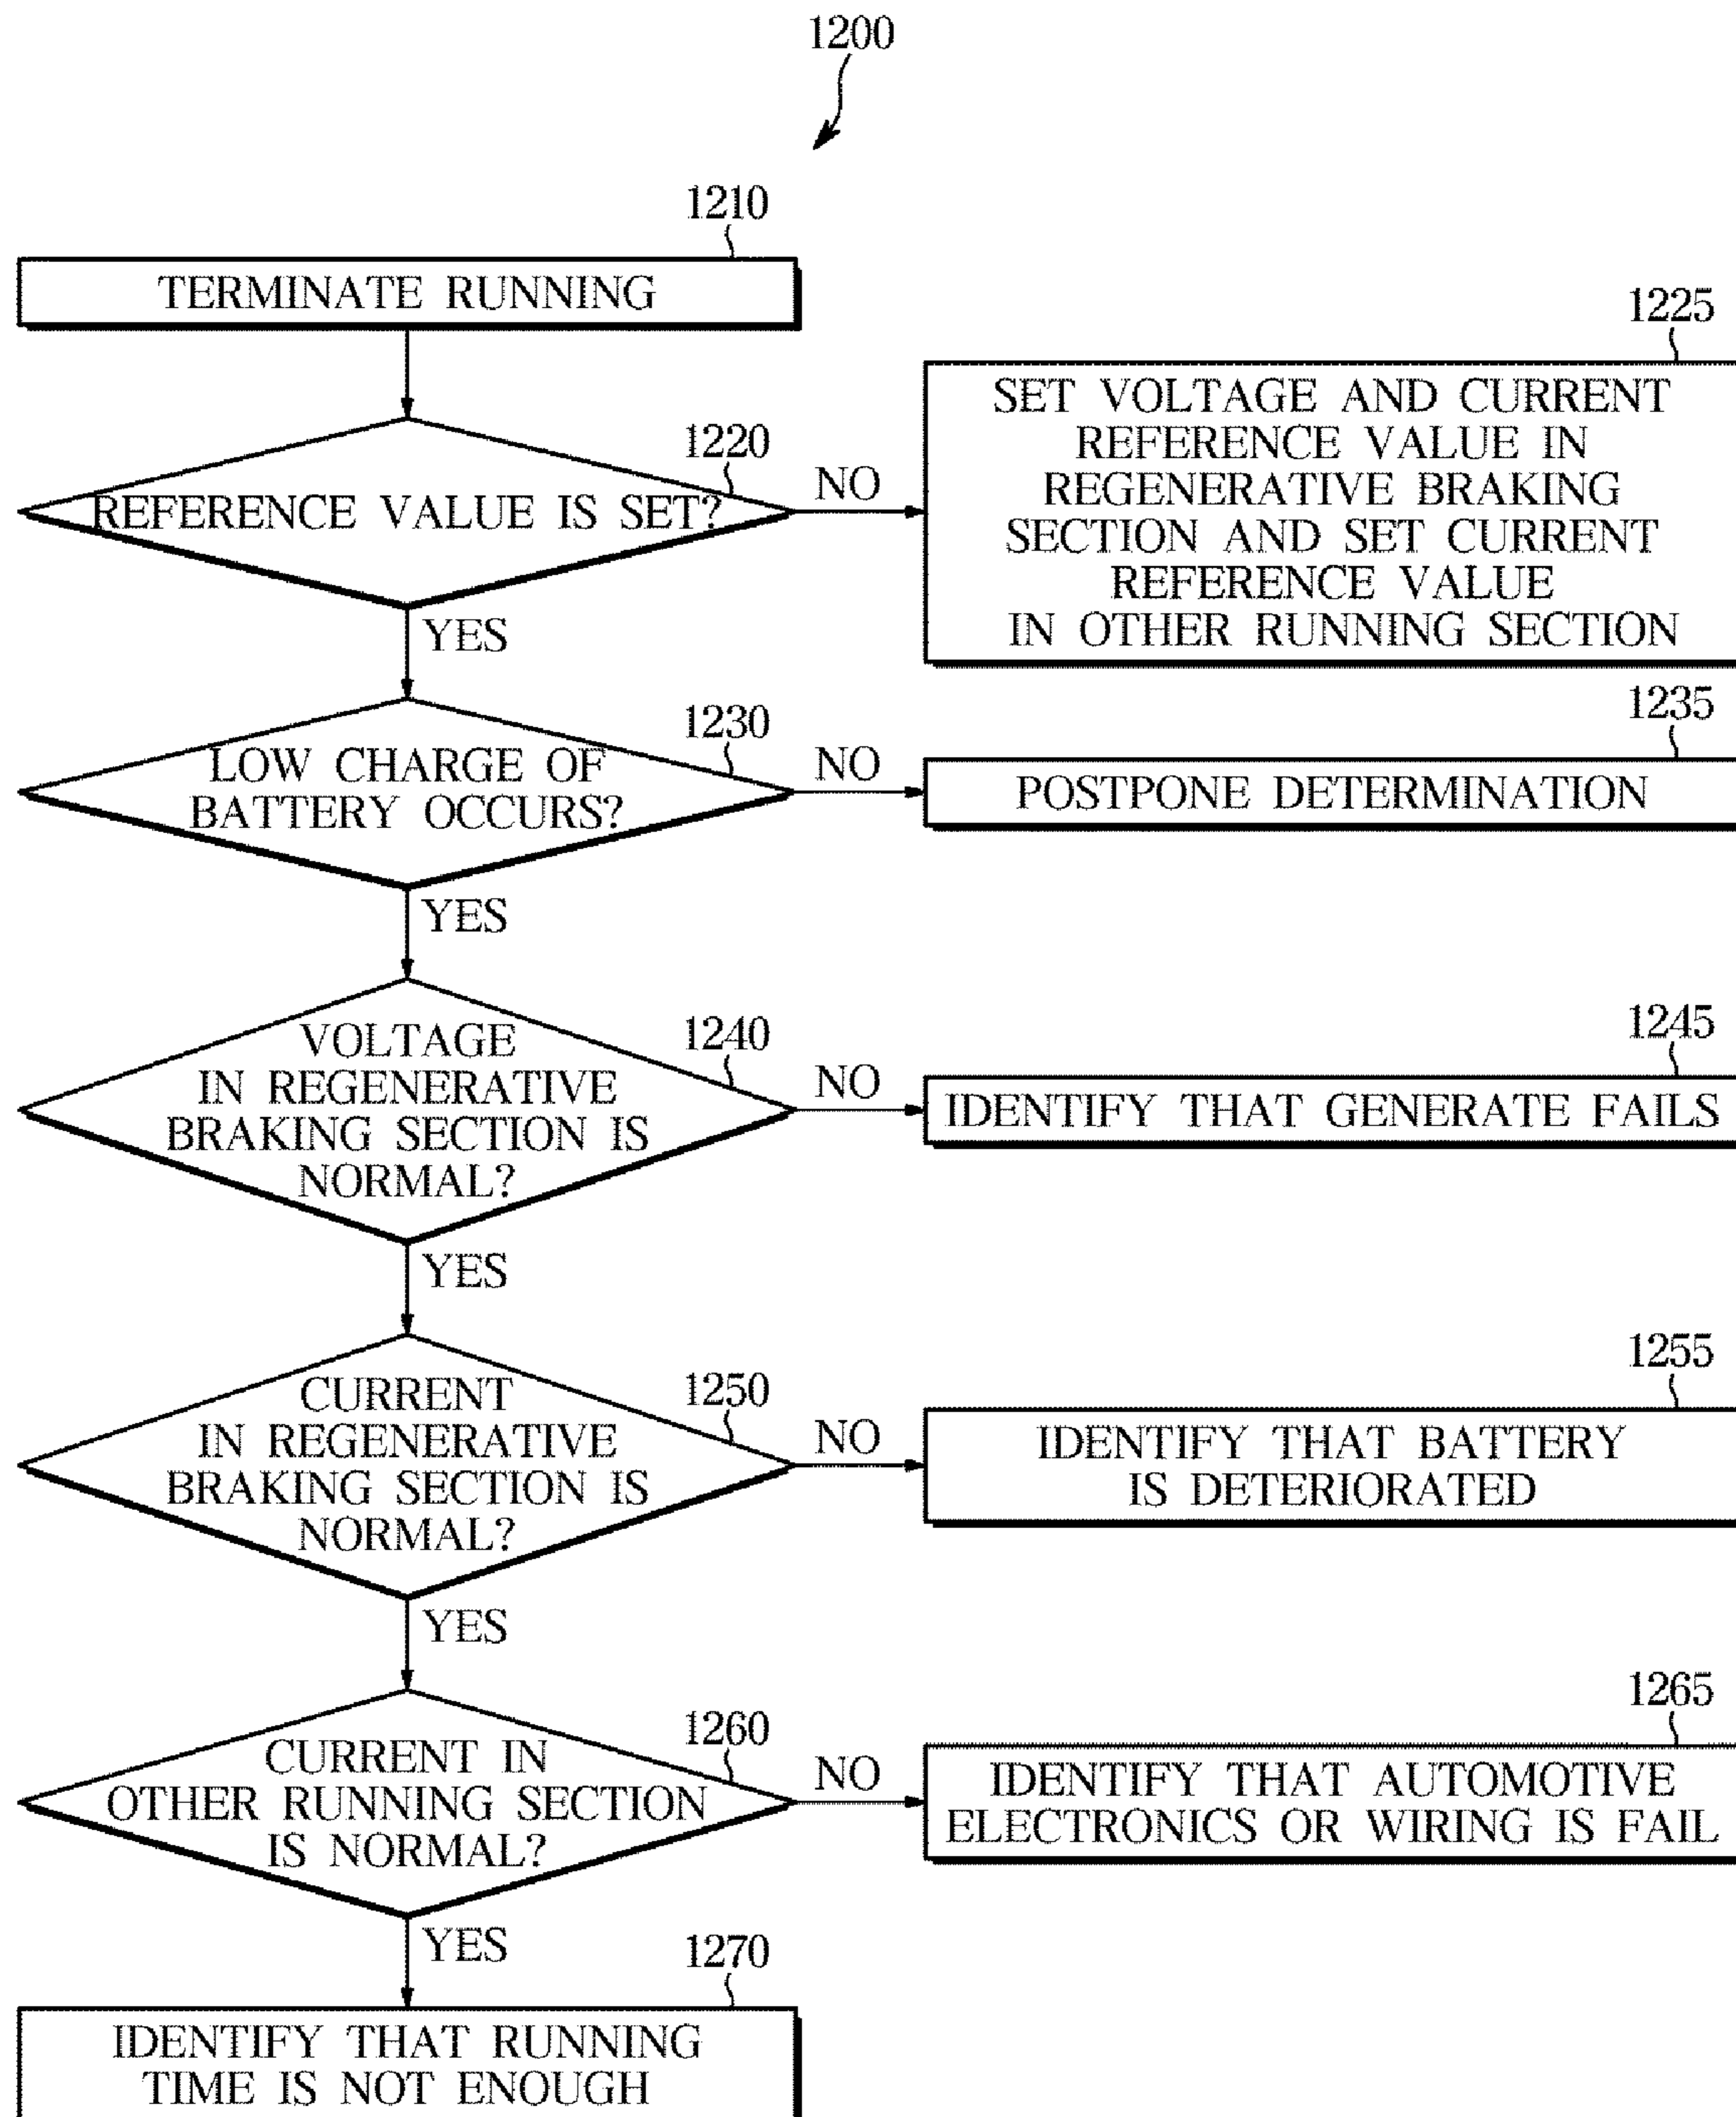 1200
1210
TERMINATE RUNNING
1220
REFERENCE VALUE IS SET?
NO
YES
1225
SET VOLTAGE AND CURRENT
REFERENCE VALUE IN
REGENERATIVE BRAKING
SECTION AND SET CURRENT
REFERENCE VALUE
IN OTHER RUNNING SECTION
1230
LOW CHARGE OF
BATTERY OCCURS?
NO
YES
1235
POSTPONE DETERMINATION
1240
VOLTAGE
IN REGENERATIVE
BRAKING SECTION IS
NORMAL?
NO
YES
1245
IDENTIFY THAT GENERATE FAILS
1250
CURRENT
IN REGENERATIVE
BRAKING SECTION IS
NORMAL?
NO
YES
1255
IDENTIFY THAT BATTERY
IS DETERIORATED
1260
CURRENT IN
OTHER RUNNING SECTION
IS NORMAL?
NO
YES
1265
IDENTIFY THAT AUTOMOTIVE
ELECTRONICS OR WIRING IS FAIL
1270
IDENTIFY THAT RUNNING
TIME IS NOT ENOUGH